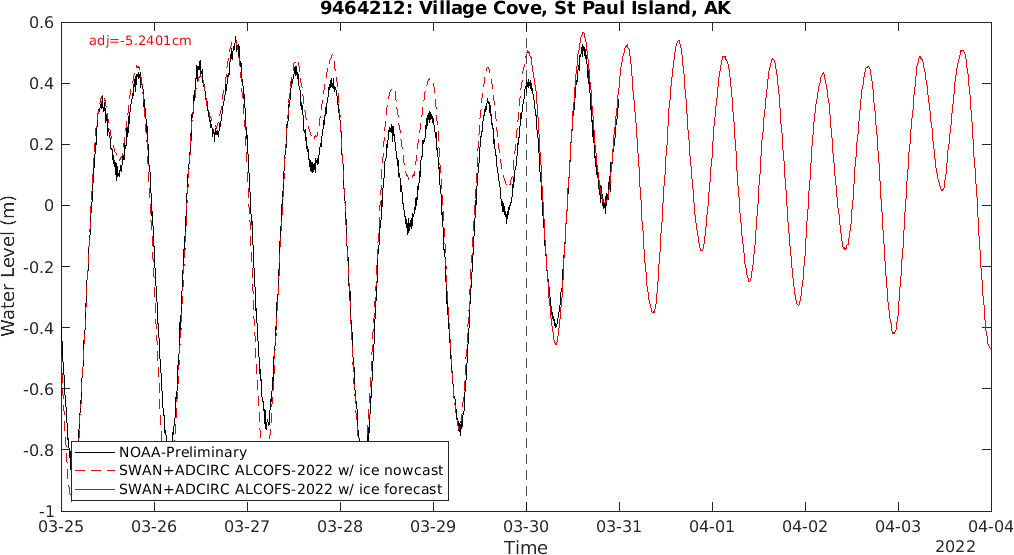 9464212: Village Cove, St Paul Island, AK
adj=-5.2401cm
0.6
0.4
0.2
0
-0.2
-0.4
-0.6
-0.8
-1
Water Level (m)
NOAA-Preliminary
SWAN+ADCIRC ALCOFS-2022 w/ ice nowcast
SWAN+ADCIRC ALCOFS-2022 w/ ice forecast
03-25 03-26 03-27 03-28 03-29 03-30 03-31 04-01 04-02 04-03 04-04
Time
2022